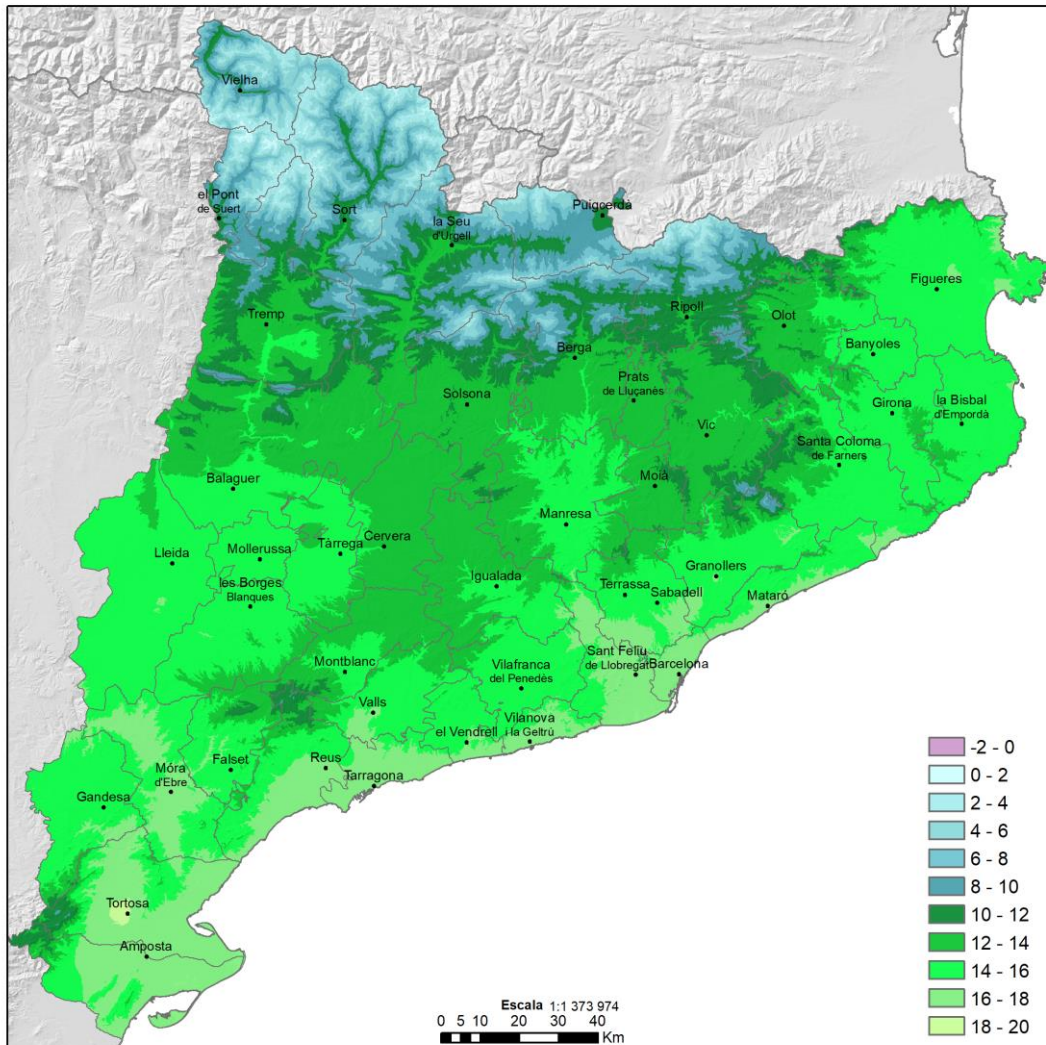 Vielha
el Pont
de Suert
Sort
la Seu
d'Urgell
Puigcerdà
Figueres
Tremp
Ripoll
Olot
Banyoles
Berga
Solsona
Prats
de Lluçanès
Girona
la Bisbal
d'Empordà
Vic
Santa Coloma
de Farners
Balaguer
Moià
Manresa
Lleida
Mollerussa
Tàrrega
Cervera
les Borges
Blanques
Igualada
Terrassa
Sabadell
Granollers
Mataró
Montblanc
Vilafranca
del Penedès
Sant Feliu
de Llobregat
Barcelona
Valls
el Vendrell
Vilanova
i la Geltrú
Reus
Tarragona
Falset
Móra
d'Ebre
Gandesa
Tortosa
Amposta
-2 - 0
0 - 2
2 - 4
4 - 6
6 - 8
8 - 10
10 - 12
12 - 14
14 - 16
16 - 18
18 - 20
Escala 1:1 373 974
0 5 10 20 30 40
Km